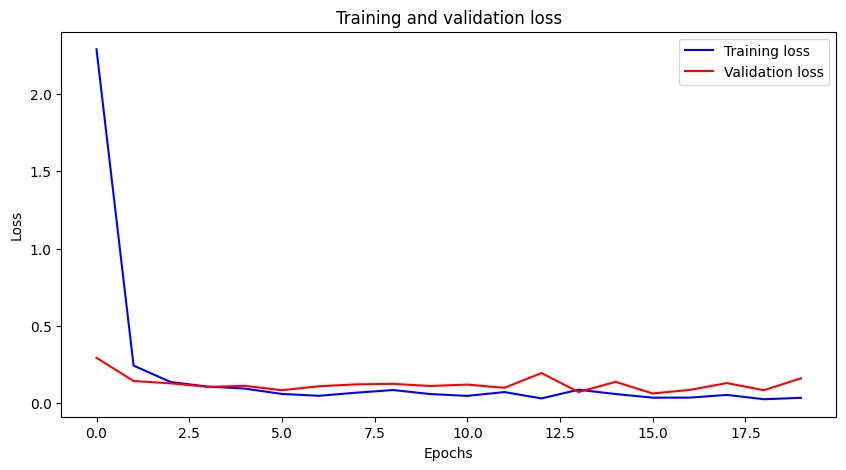 Training and validation loss
Training loss
Validation loss
Loss
2.0
1.5
1.0
0.5
0.0
0.0 2.5 5.0 7.5 10.0 12.5 15.0 17.5
Epochs